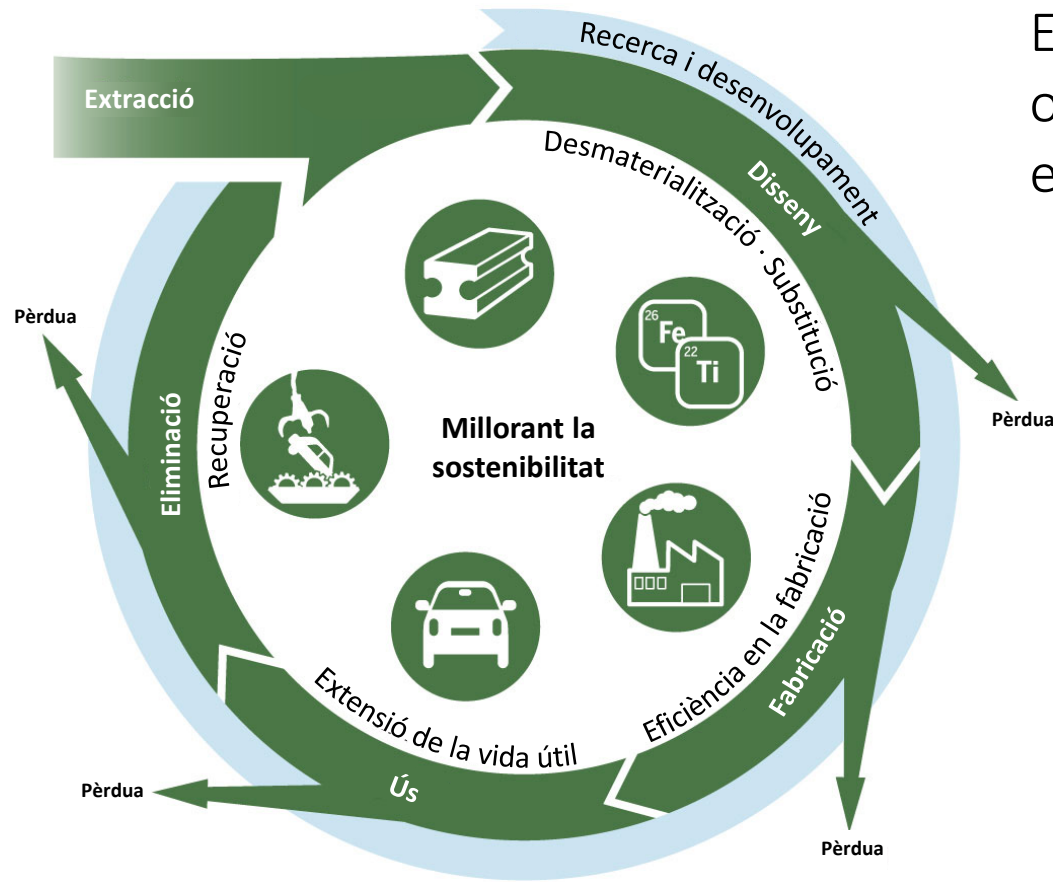 Extracció
Recerca i desenvolupament
Disseny
Desmaterialització · Substitució
Pèrdua
26
Fe
22
Ti
Millorant la
sostenibilitat
Eficiència en la fabricació
Fabricació
Pèrdua
Extensió de la vida útil
Ús
Pèrdua
Recuperació
Eliminació
Pèrdua